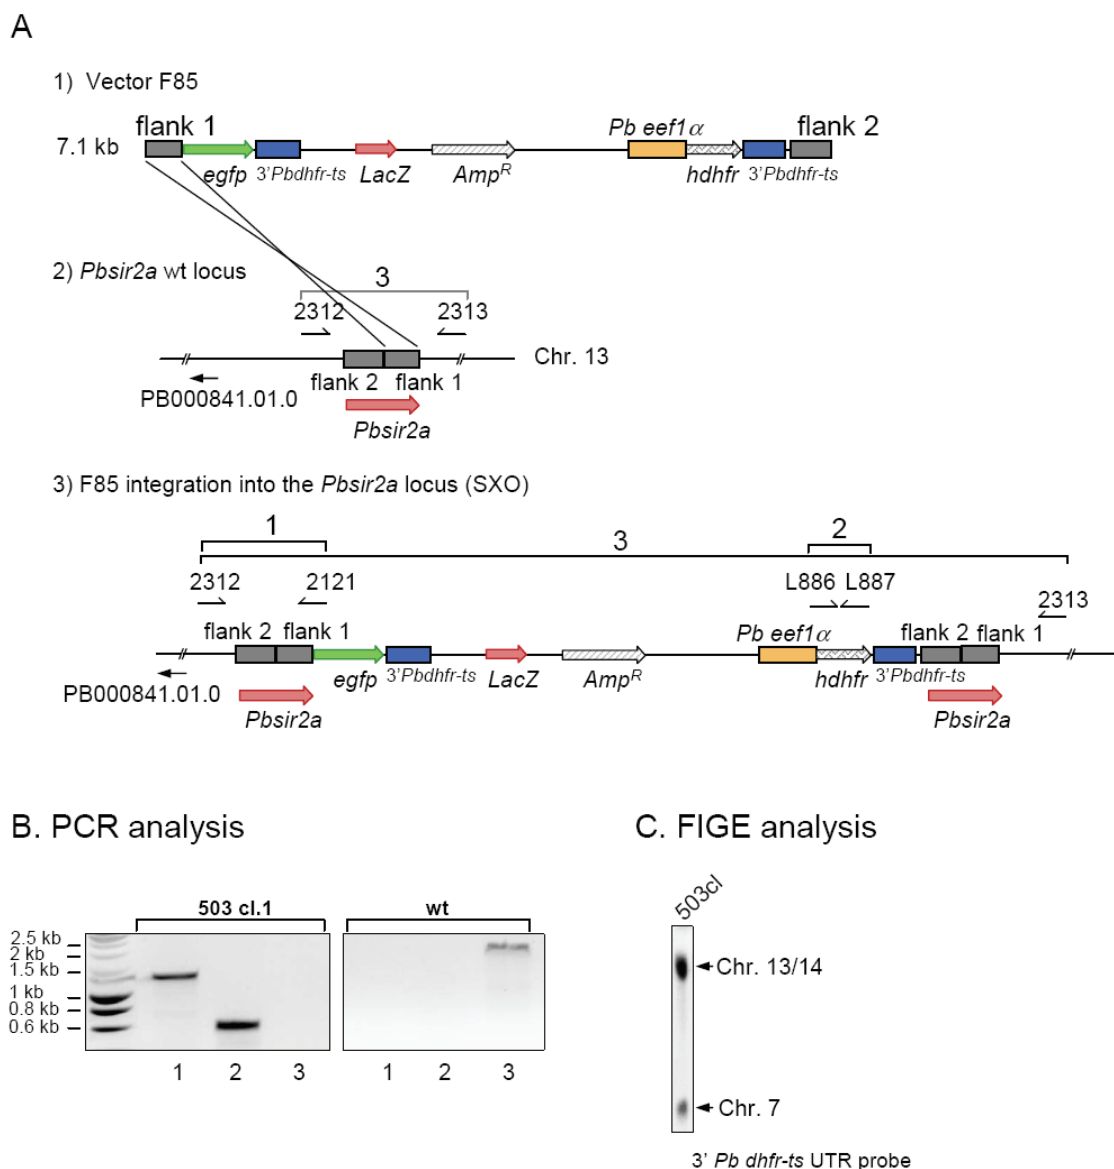 A
1) Vector F85
7.1 kb
flank 1
egfp
3'Pbdhfr-ts
LacZ
Amp^R
Pb eef1α
hdhfr
3'Pbdhfr-ts
flank 2
2) Pbsir2a wt locus
3
2312
2313
Chr. 13
flank 2
flank 1
PB000841.01.0
Pbsir2a
3) F85 integration into the Pbsir2a locus (SXO)
1
3
2
2312
2121
L886
L887
2313
flank 2
flank 1
Pb eef1α
flank 2
flank 1
PB000841.01.0
egfp
3'Pbdhfr-ts
LacZ
Amp^R
hdhfr
3'Pbdhfr-ts
Pbsir2a
Pbsir2a
B. PCR analysis
503 cl.1
wt
2.5 kb
2 kb
1.5 kb
1 kb
0.8 kb
0.6 kb
1 2 3
1 2 3
C. FIGE analysis
503cl
Chr. 13/14
Chr. 7
3' Pb dhfr-ts UTR probe